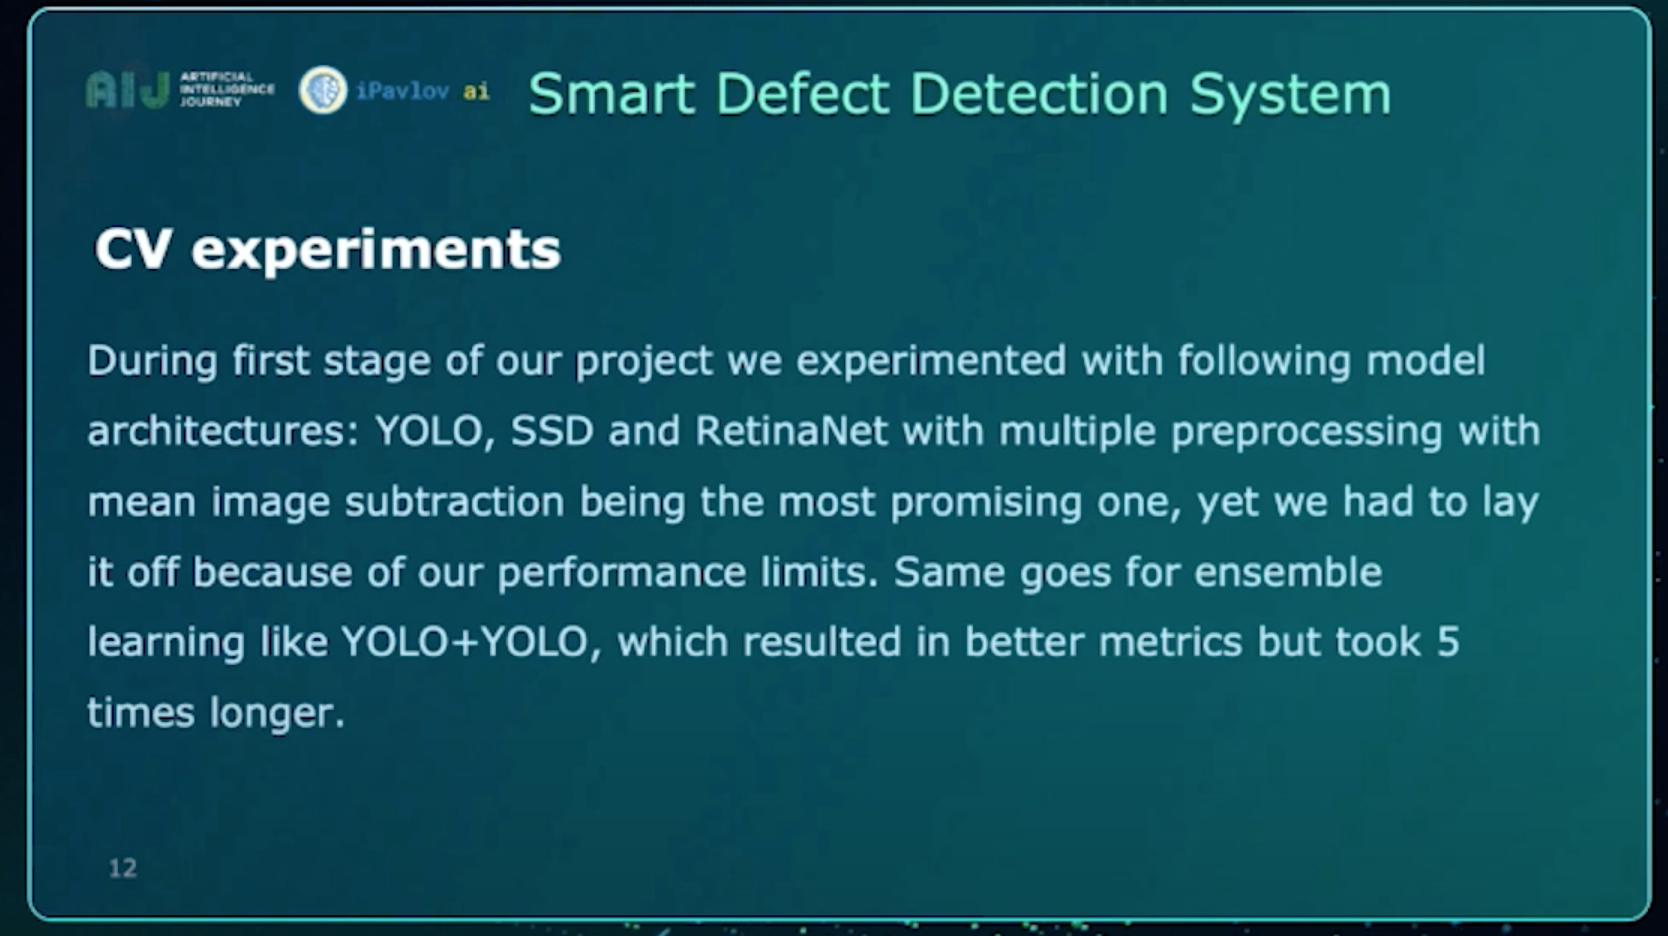 AIJ ARTIFICIAL
INTELLIGENCE
JOURNEY
iPavlov ai
Smart Defect Detection System
CV experiments
During first stage of our project we experimented with following model
architectures: YOLO, SSD and RetinaNet with multiple preprocessing with
mean image subtraction being the most promising one, yet we had to lay
it off because of our performance limits. Same goes for ensemble
learning like YOLO+YOLO, which resulted in better metrics but took 5
times longer.
12